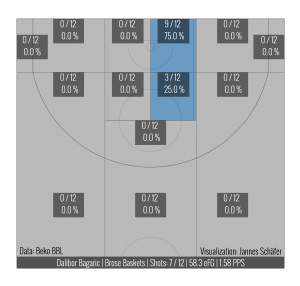 0 / 12 0 / 12 9 / 12 0 / 12
0.0 % 0.0 % 75.0 % 0.0 %
0 / 12 0 / 12
0.0 % 0.0 %
0 / 12 0 / 12 3 / 12 0 / 12
0.0 % 0.0 % 25.0 % 0.0 %
0 / 12
0.0 %
0 / 12 0 / 12 0 / 12
0.0 % 0.0 % 0.0 %
Data: Beko BBL Visualization: Jannes Schäfer
Dalibor Bagaric | Brose Baskets | Shots: 7 / 12 | 58.3 eFG | 1.58 PPS